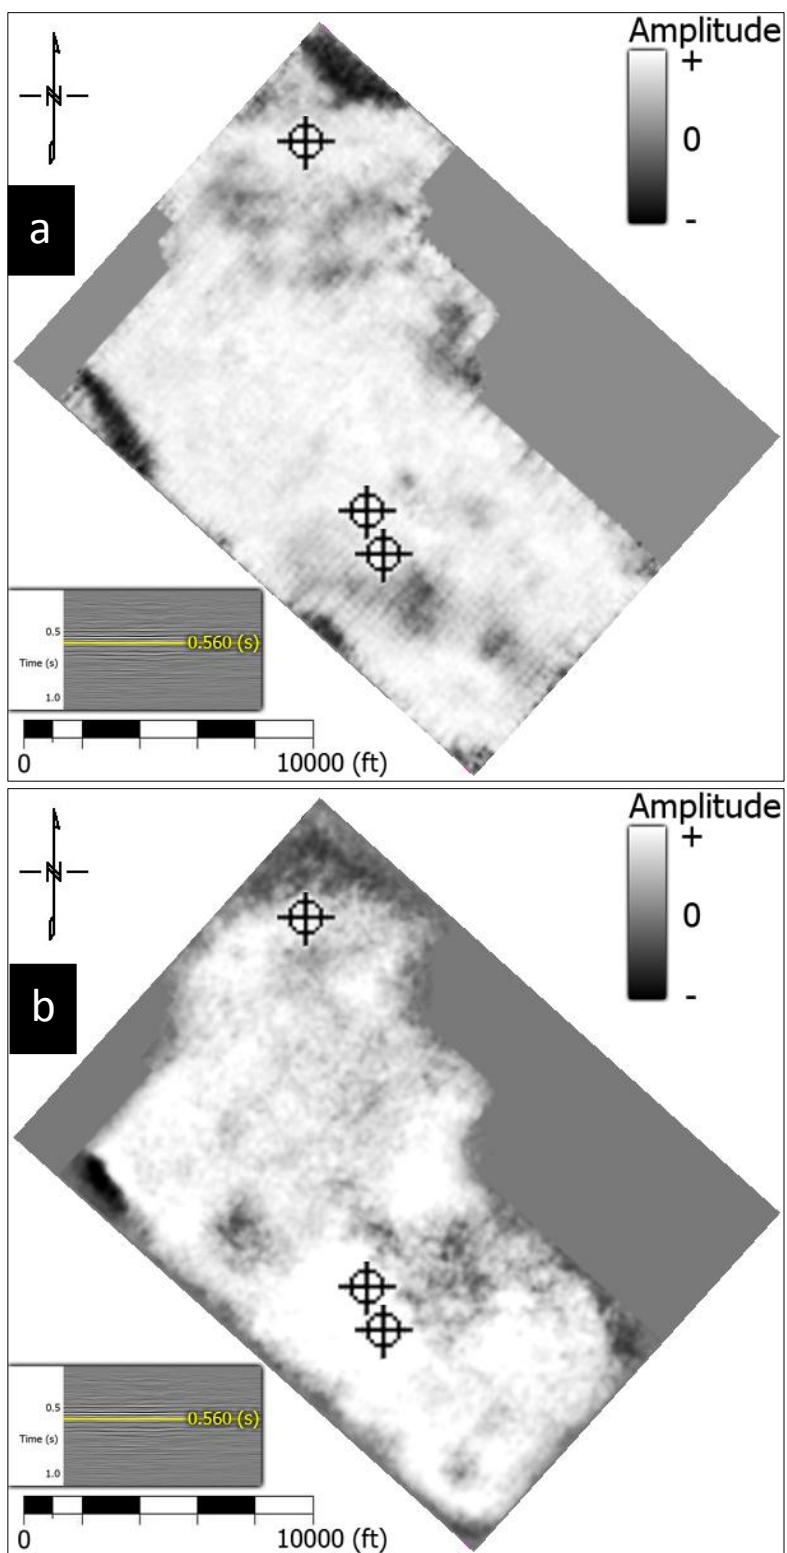 Amplitude
+
N
0
-
a
0.560 (s)
0.5
Time (s)
1.0
0
10000 (ft)
Amplitude
+
N
0
-
b
0.560 (s)
0.5
Time (s)
1.0
0
10000 (ft)